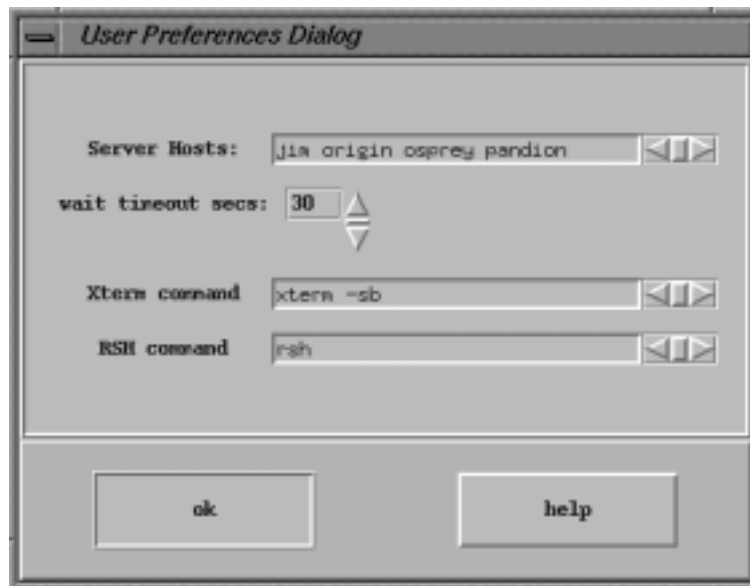 User Preferences Dialog
Server Hosts: jim origin osprey pandion
wait timeout secs: 30
Xterm command xterm -sb
RSH command rsh
ok help